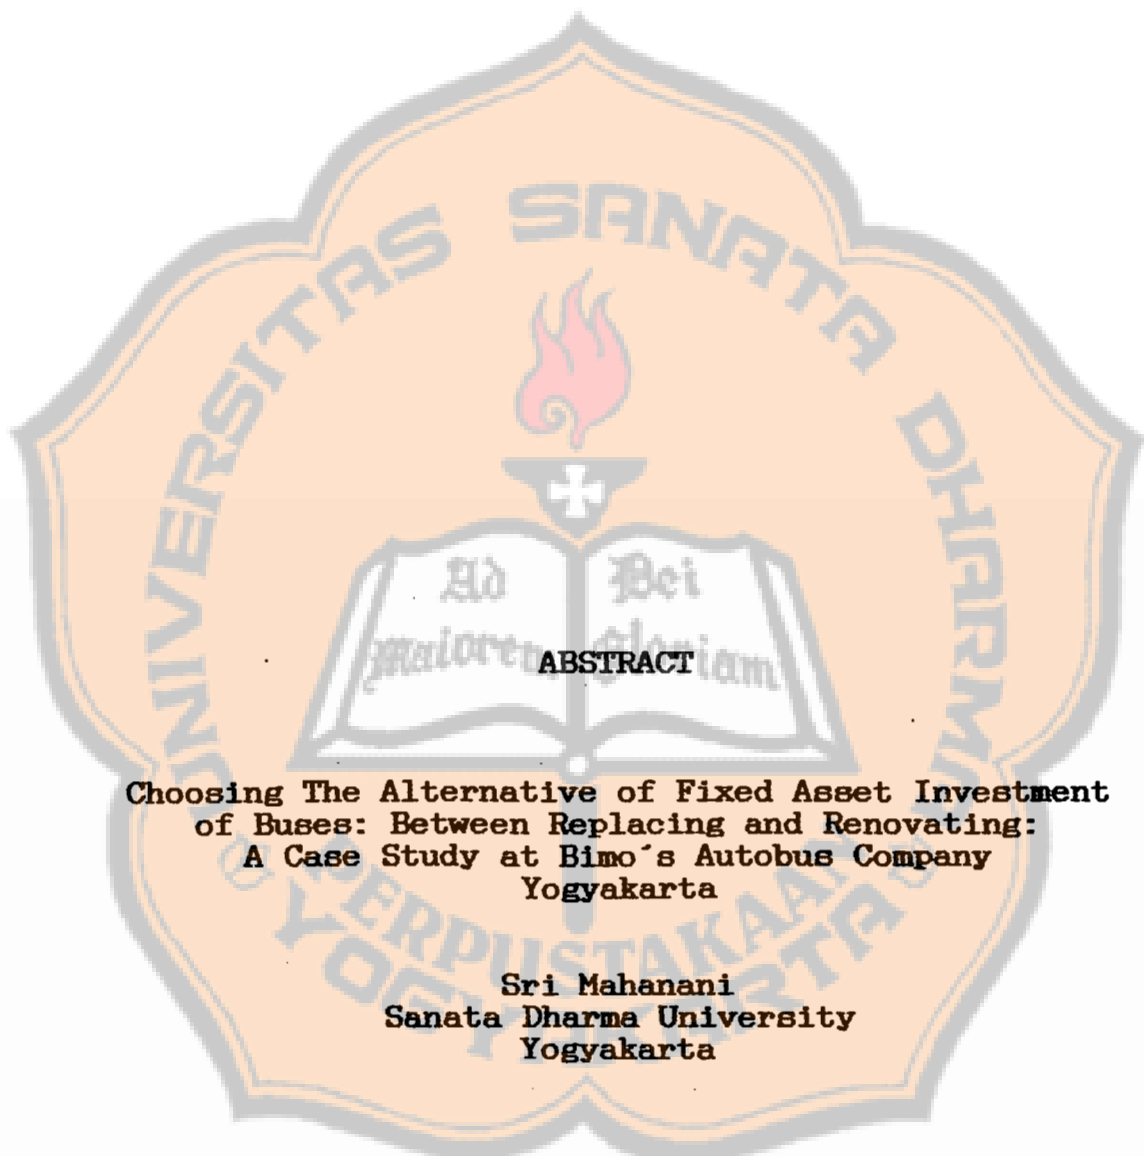 UNIVERSITAS SANATA DHARMA
Ad Dei
Maiorem Gloriam
ABSTRACT
Choosing The Alternative of Fixed Asset Investment
of Buses: Between Replacing and Renovating:
A Case Study at Bimo´s Autobus Company
Yogyakarta
Sri Mahanani
Sanata Dharma University
Yogyakarta
PERPUSTAKAAN
YOGYAKARTA